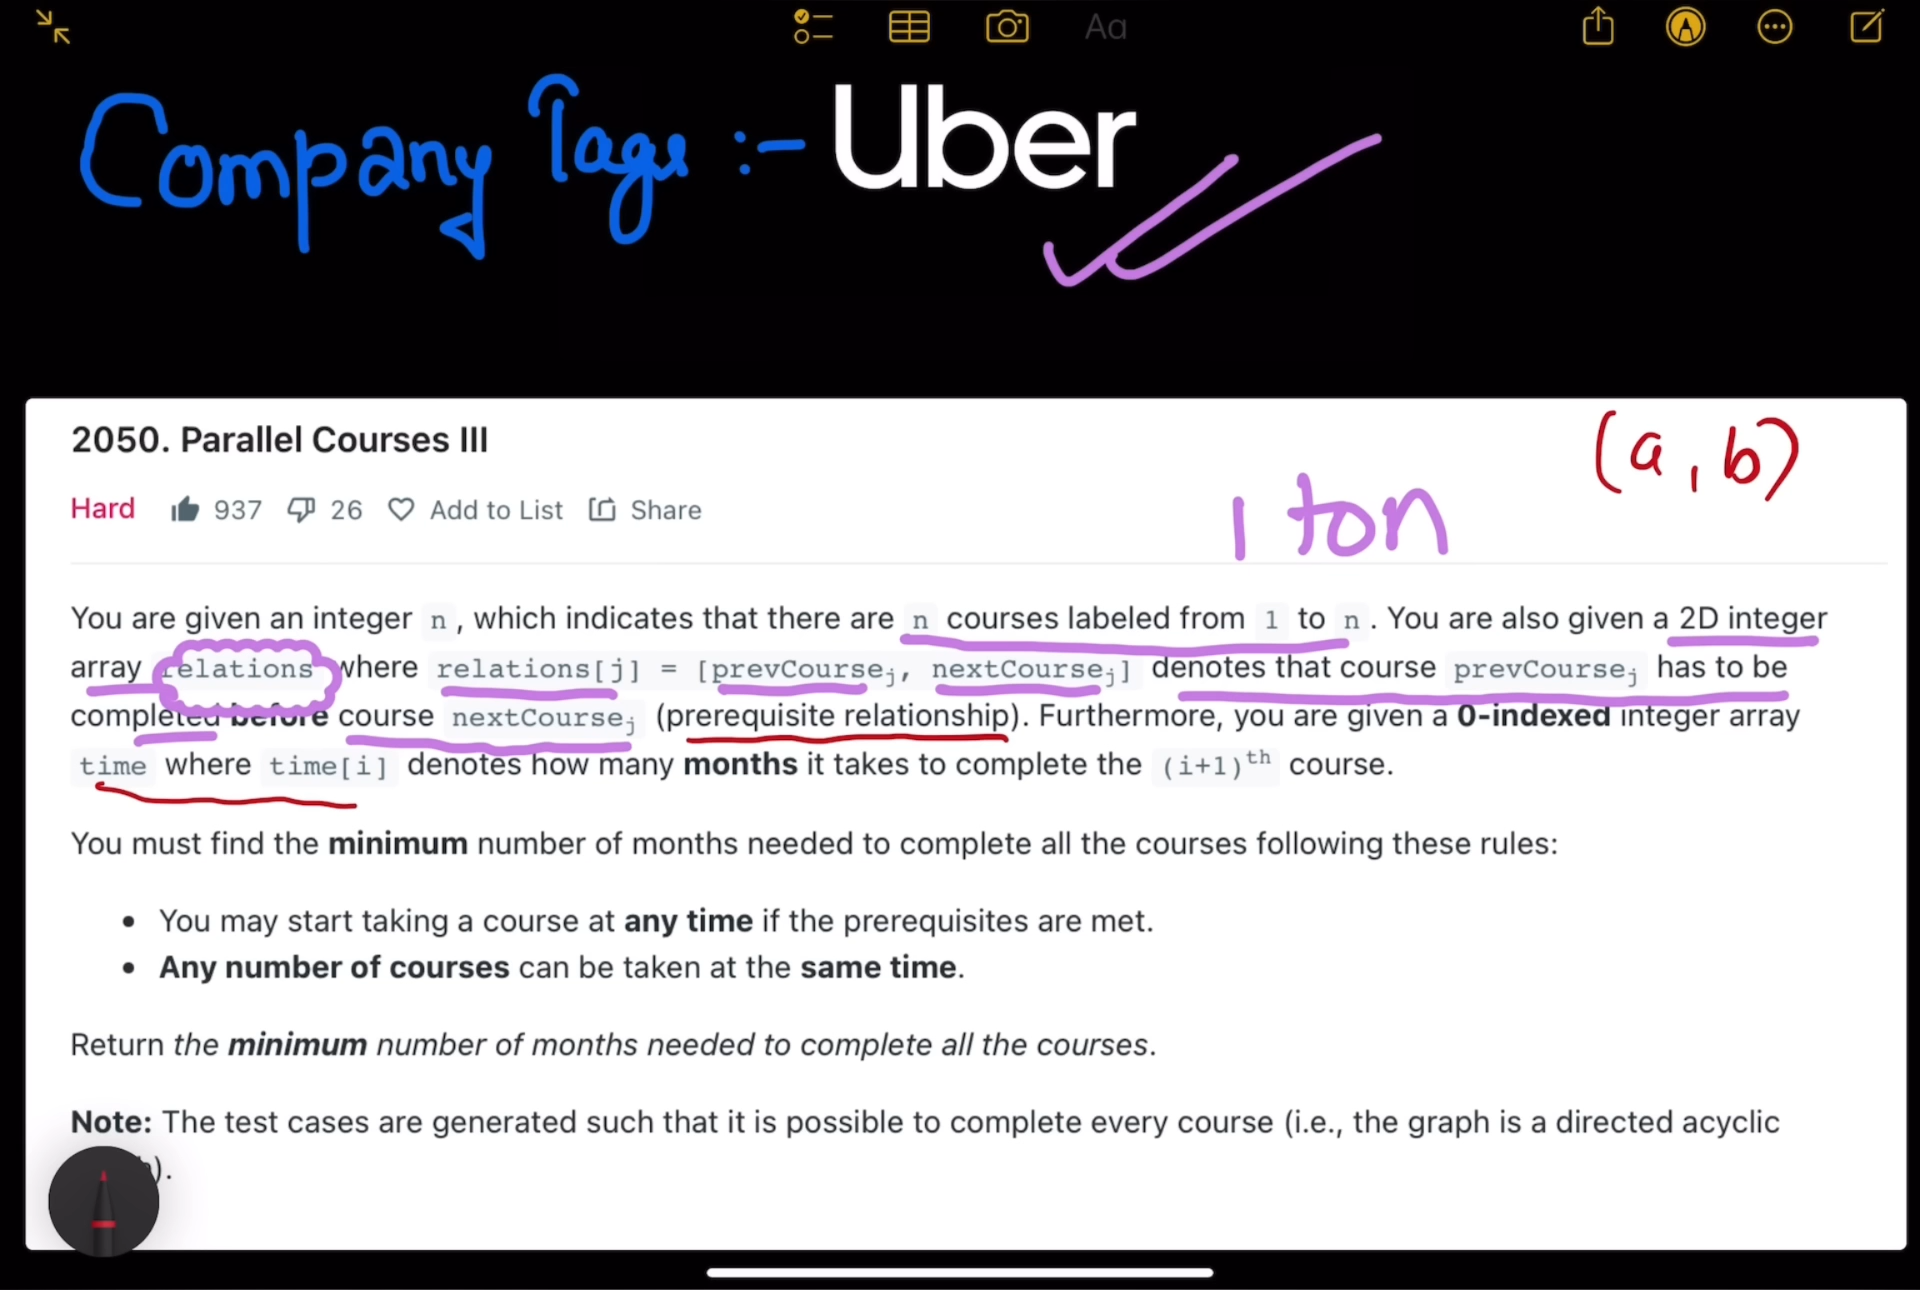 Aa
Company Tags :- Uber
2050. Parallel Courses III
(a, b)
Hard 937 26 Add to List Share
1 to n
You are given an integer n, which indicates that there are n courses labeled from 1 to n. You are also given a 2D integer
array relations where relations[j] = [prevCoursej, nextCoursej] denotes that course prevCoursej has to be
completed before course nextCoursej (prerequisite relationship). Furthermore, you are given a 0-indexed integer array
time where time[i] denotes how many months it takes to complete the (i+1)th course.
You must find the minimum number of months needed to complete all the courses following these rules:
• You may start taking a course at any time if the prerequisites are met.
• Any number of courses can be taken at the same time.
Return the minimum number of months needed to complete all the courses.
Note: The test cases are generated such that it is possible to complete every course (i.e., the graph is a directed acyclic
).